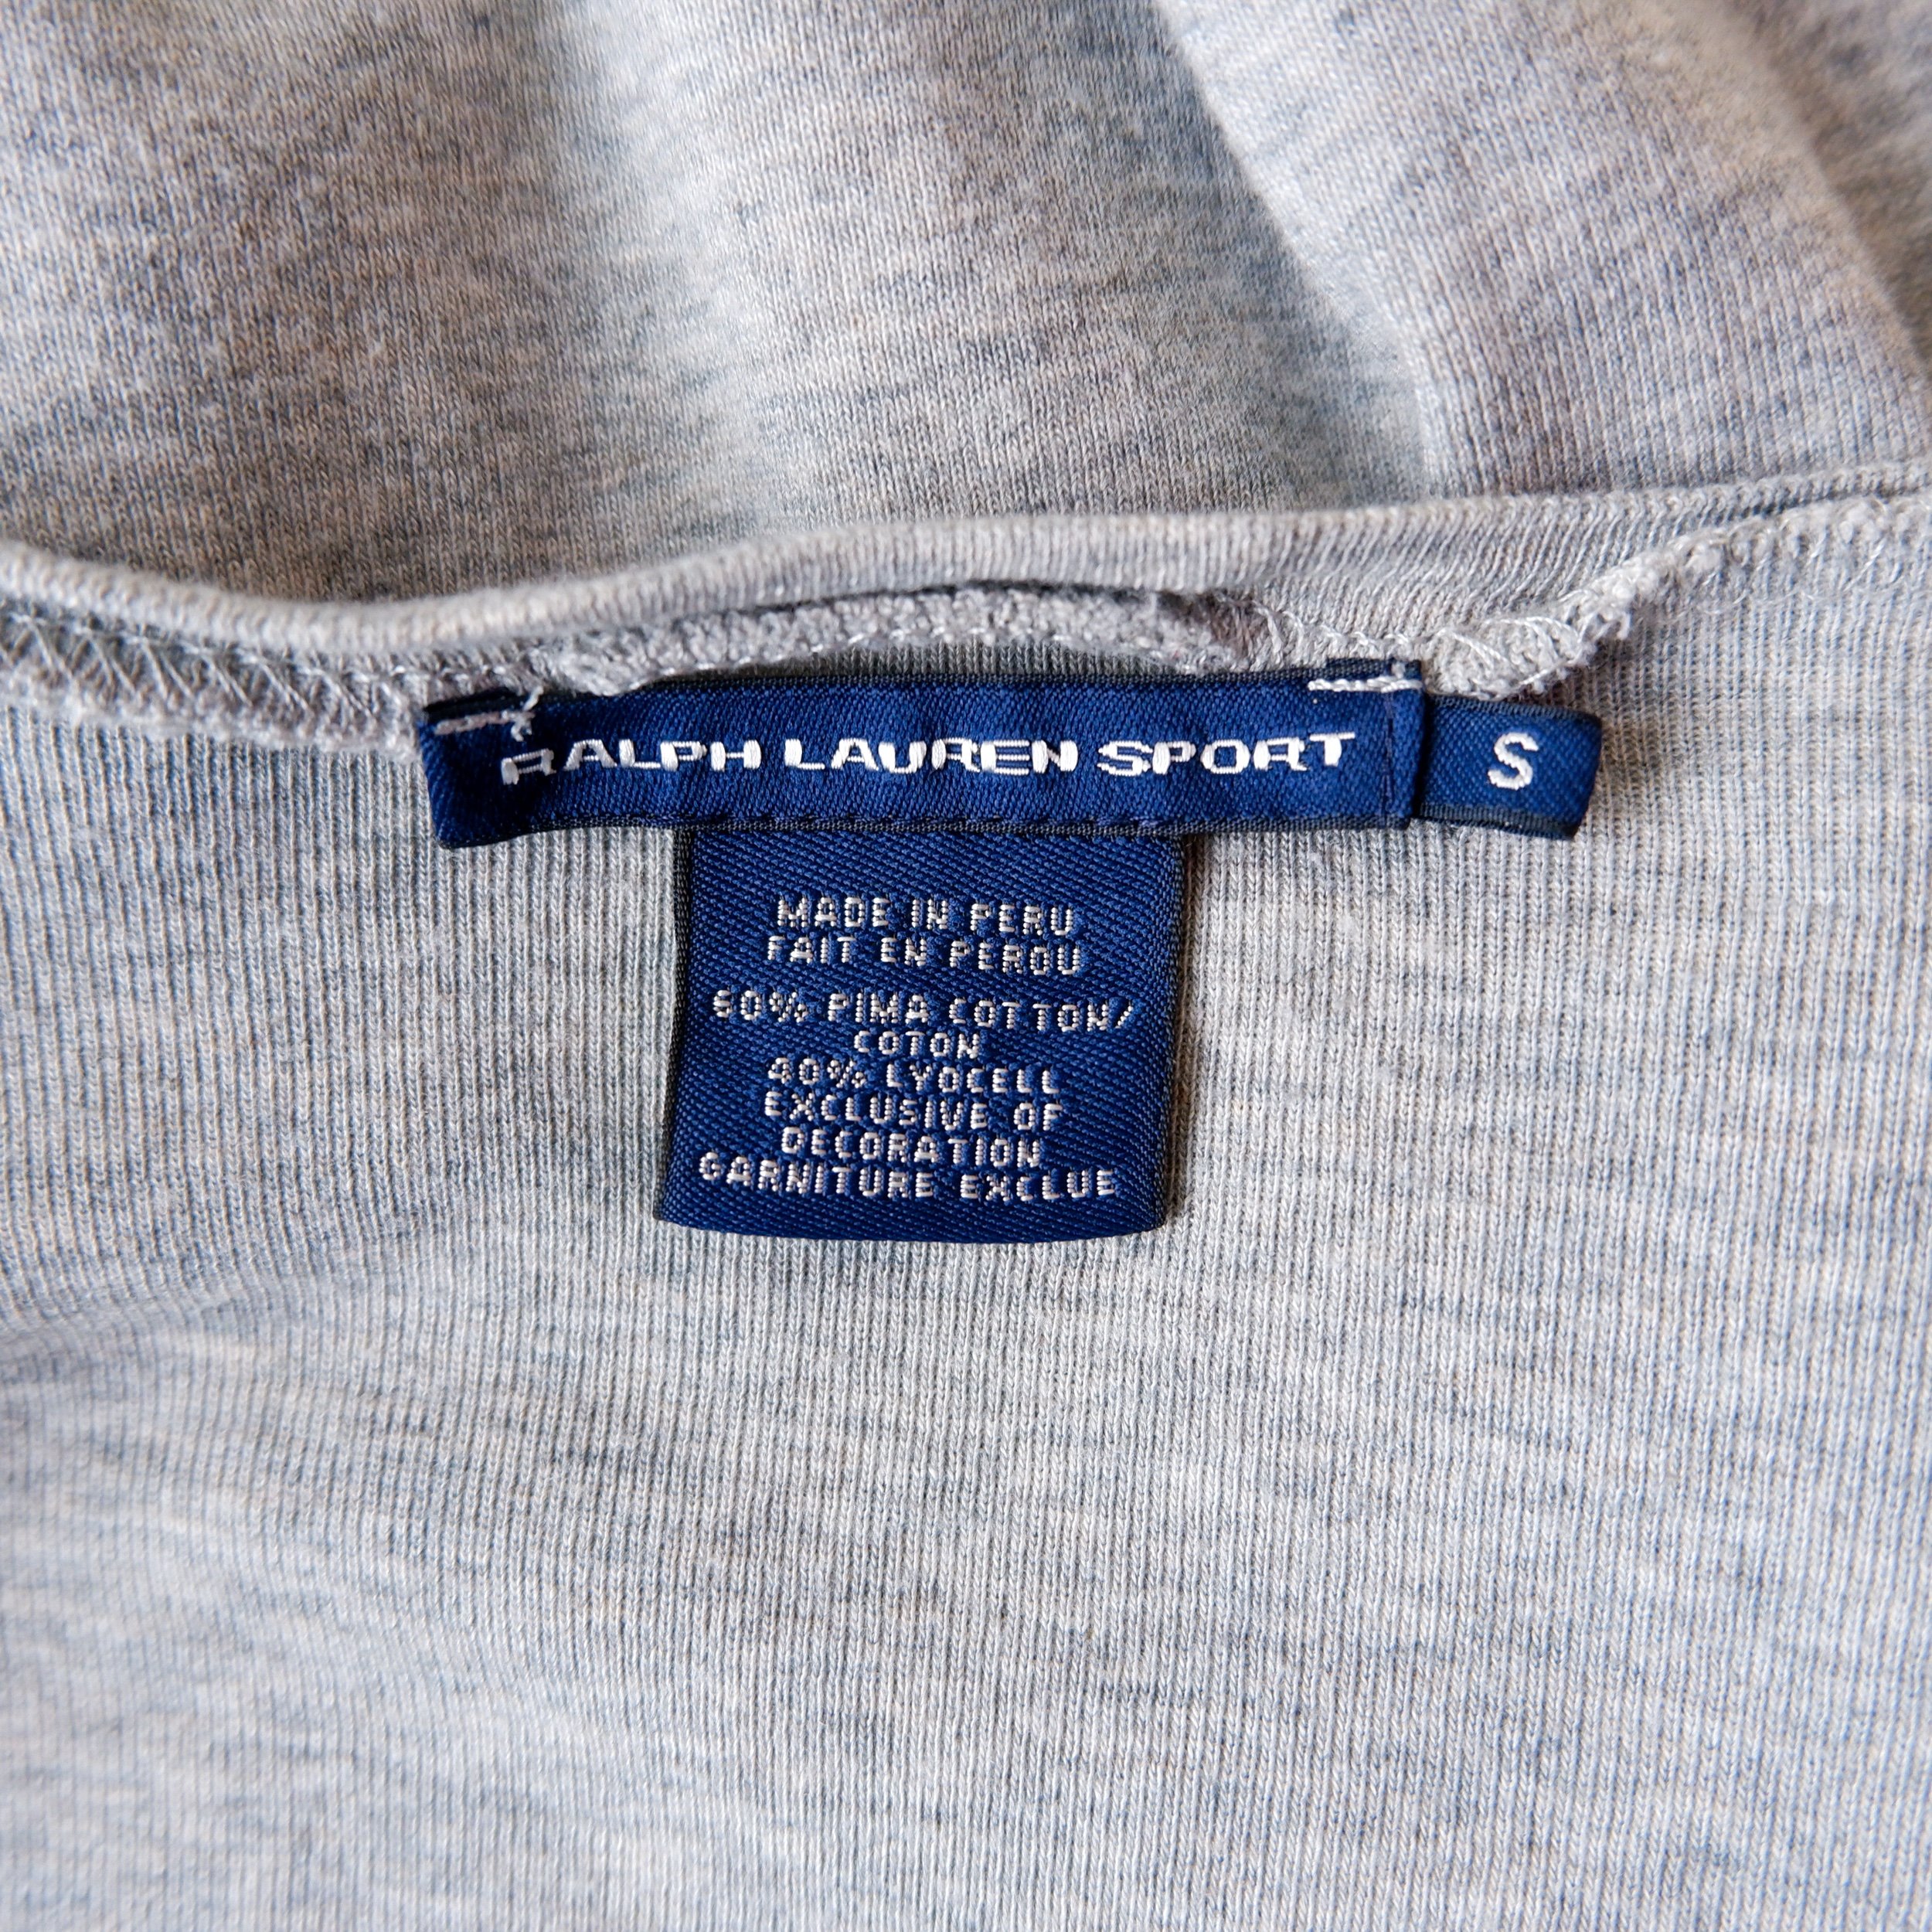 RALPH LAUREN SPORT S
MADE IN PERU
FAIT EN PEROU
60% PIMA COTTON/
COTON
40% LYOCELL
EXCLUSIVE OF
DECORATION
GARNITURE EXCLUE